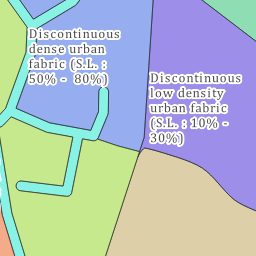 Discontinuous
dense urban
fabric (S.L. :
50% - 80%)
Discontinuous
low density
urban fabric
(S.L. : 10% -
30%)